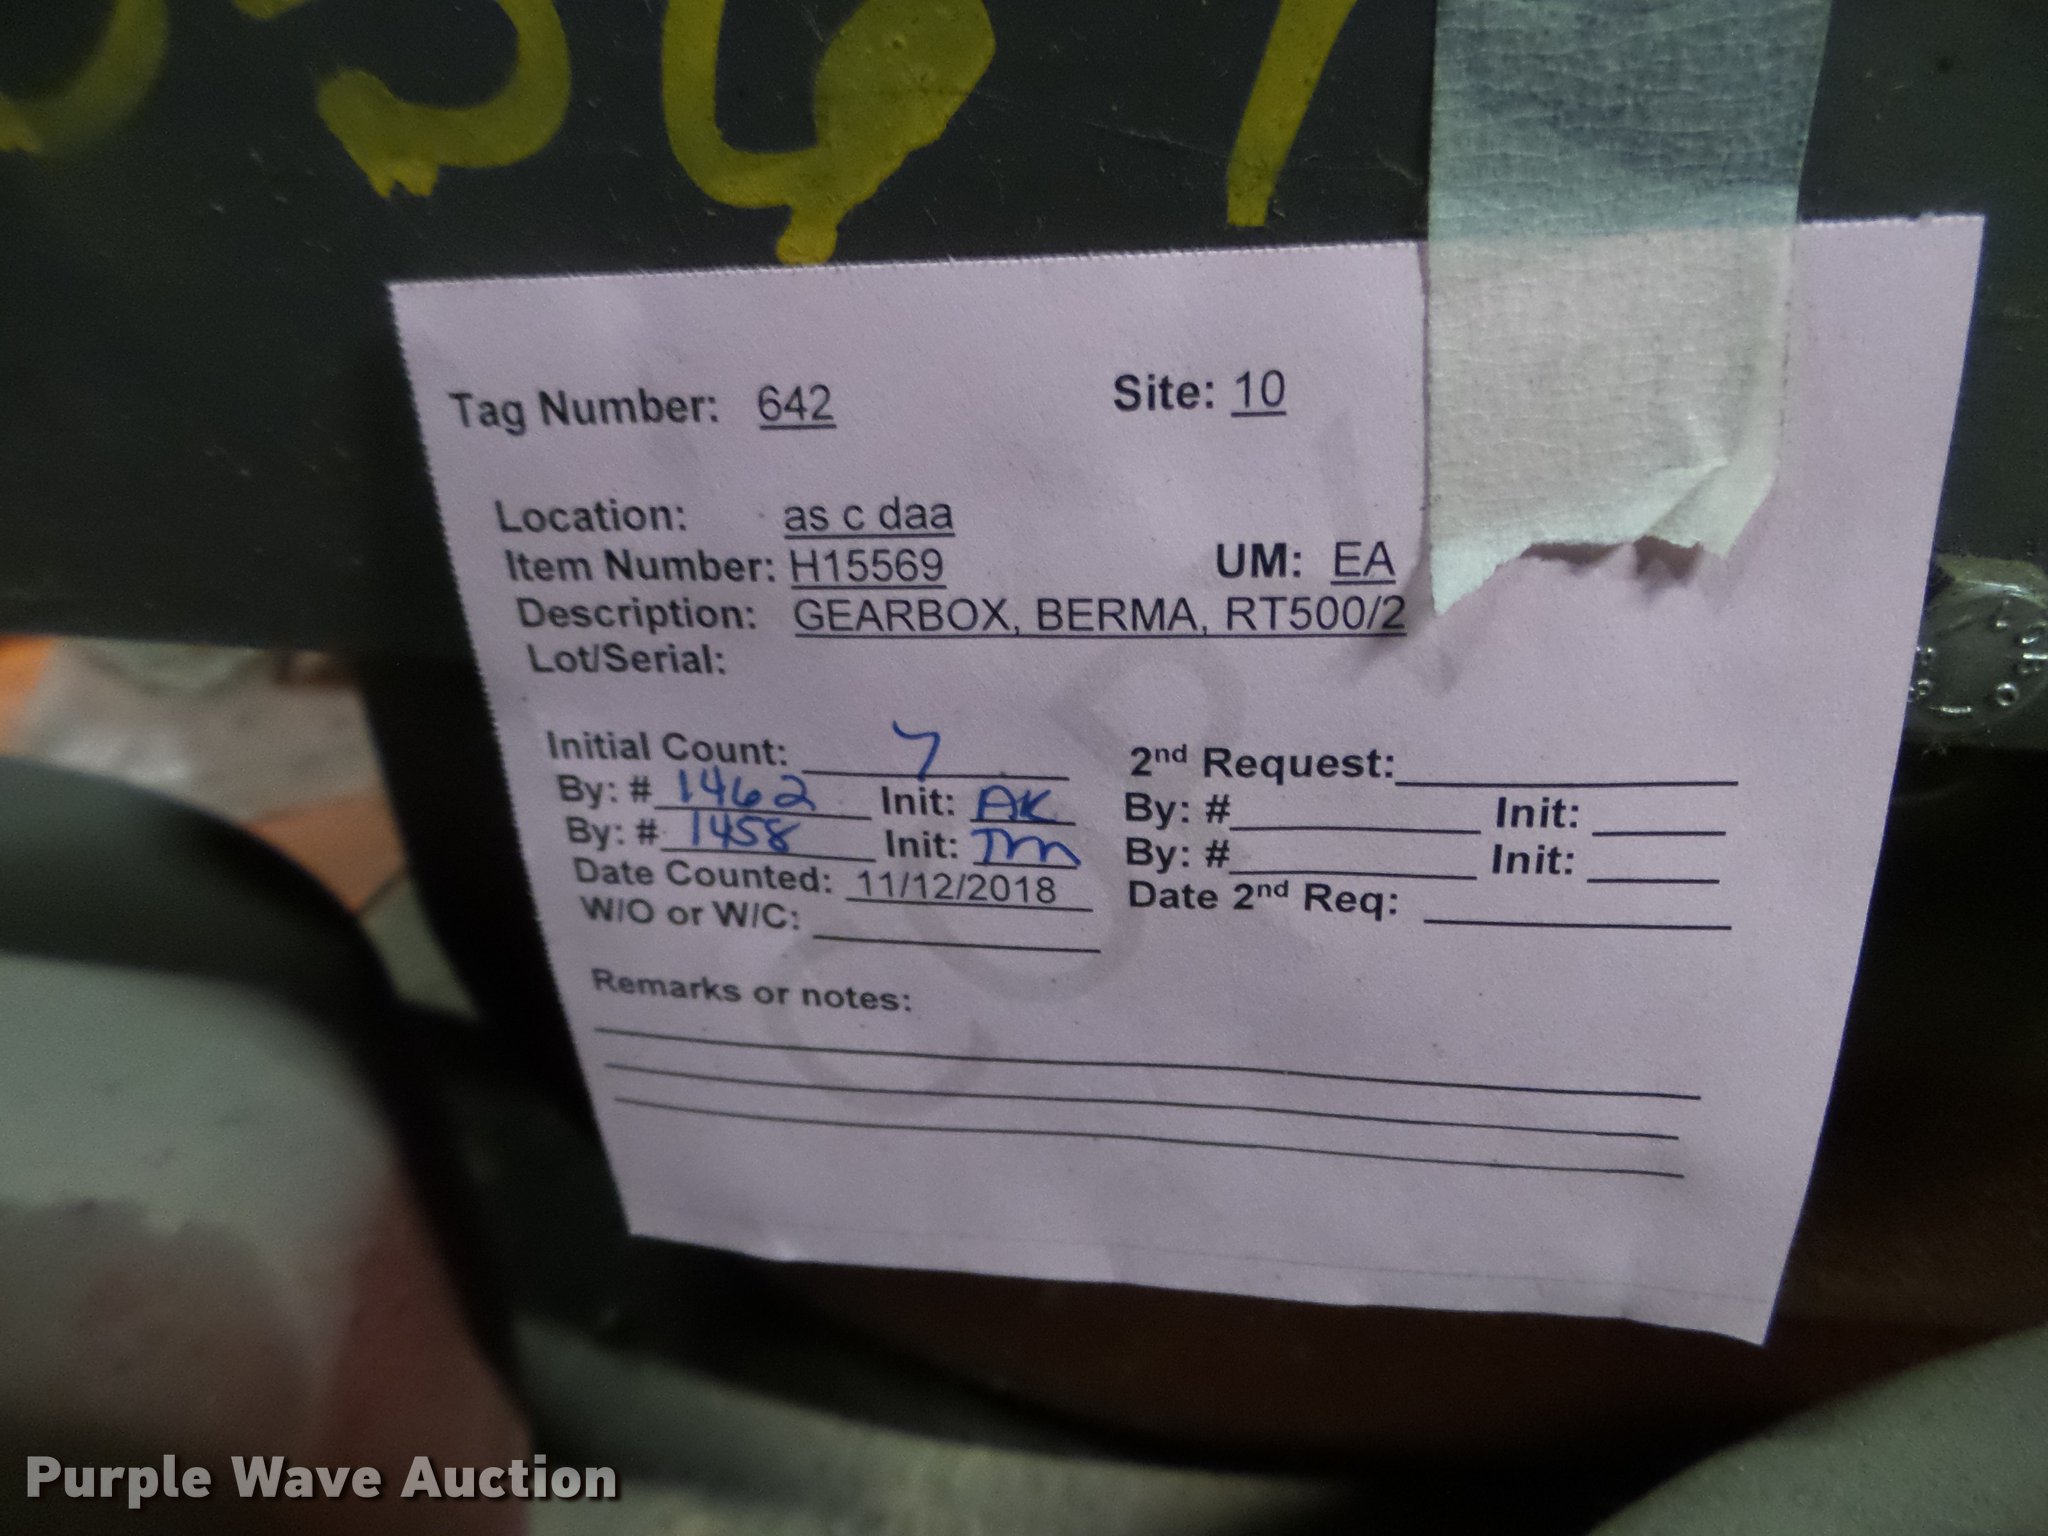 Tag Number: 642 Site: 10
Location: as c daa
Item Number: H15569 UM: EA
Description: GEARBOX, BERMA, RT500/2
Lot/Serial:
Initial Count: 7 2nd Request:
By: # 1462 Init: AK By: # Init:
By: # 1458 Init: TM By: # Init:
Date Counted: 11/12/2018 Date 2nd Req:
W/O or W/C:
Remarks or notes:
COPY
Purple Wave Auction